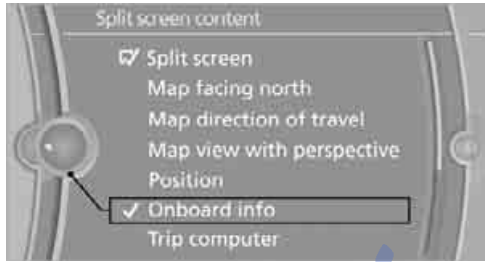 Split screen content
Split screen
Map facing north
Map direction of travel
Map view with perspective
Position
Onboard info
Trip computer